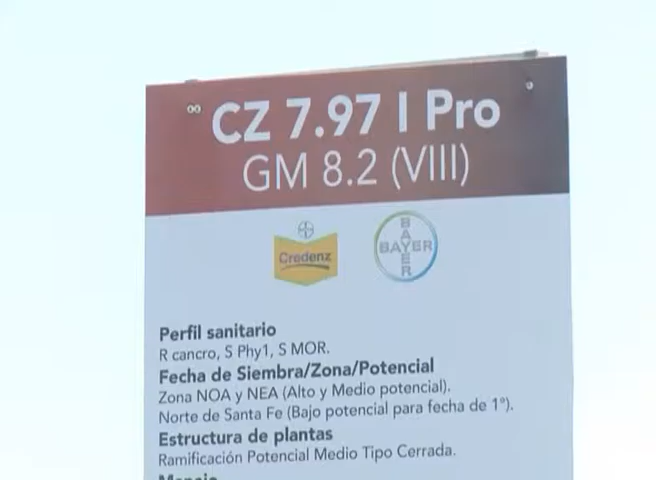 CZ 7.97 I Pro
GM 8.2 (VIII)
Credenz
BAYER
BAYER
Perfil sanitario
R cancro, S Phy1, S MOR.
Fecha de Siembra/Zona/Potencial
Zona NOA y NEA (Alto y Medio potencial).
Norte de Santa Fe (Bajo potencial para fecha de 1°).
Estructura de plantas
Ramificación Potencial Medio Tipo Cerrada.